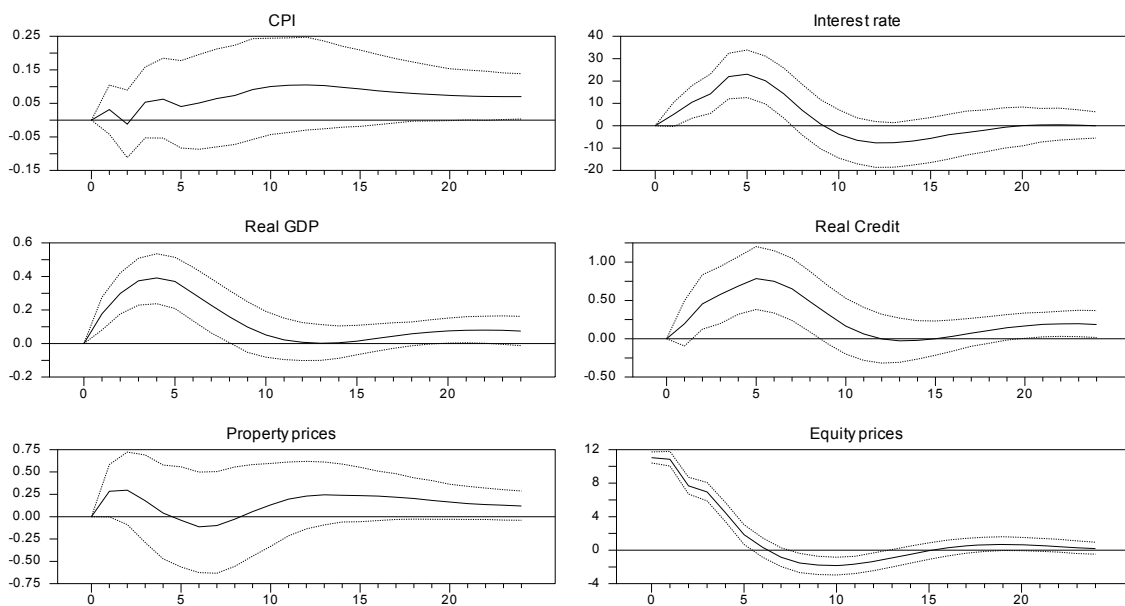 CPI
0.25
0.15
0.05
-0.05
-0.15
0 5 10 15 20
Interest rate
40
30
20
10
0
-10
-20
0 5 10 15 20
Real GDP
0.6
0.4
0.2
0.0
-0.2
0 5 10 15 20
Real Credit
1.00
0.50
0.00
-0.50
0 5 10 15 20
Property prices
0.75
0.50
0.25
0.00
-0.25
-0.50
-0.75
0 5 10 15 20
Equity prices
12
8
4
0
-4
0 5 10 15 20